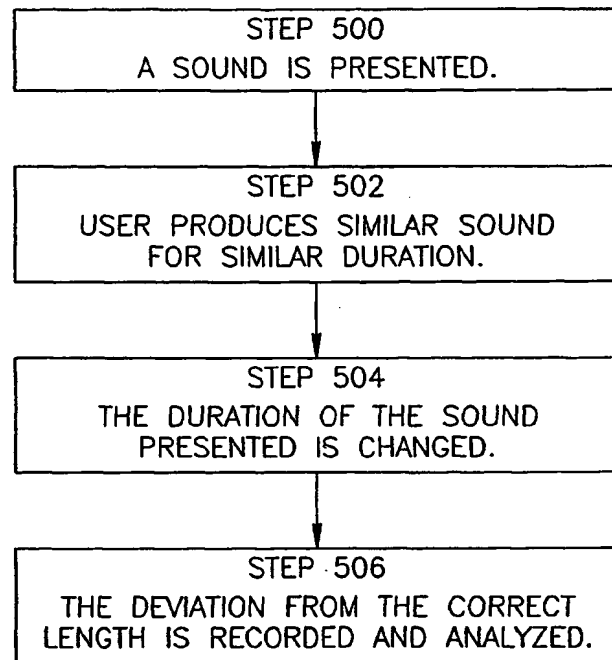 STEP 500
A SOUND IS PRESENTED.
STEP 502
USER PRODUCES SIMILAR SOUND
FOR SIMILAR DURATION.
STEP 504
THE DURATION OF THE SOUND
PRESENTED IS CHANGED.
STEP 506
THE DEVIATION FROM THE CORRECT
LENGTH IS RECORDED AND ANALYZED.